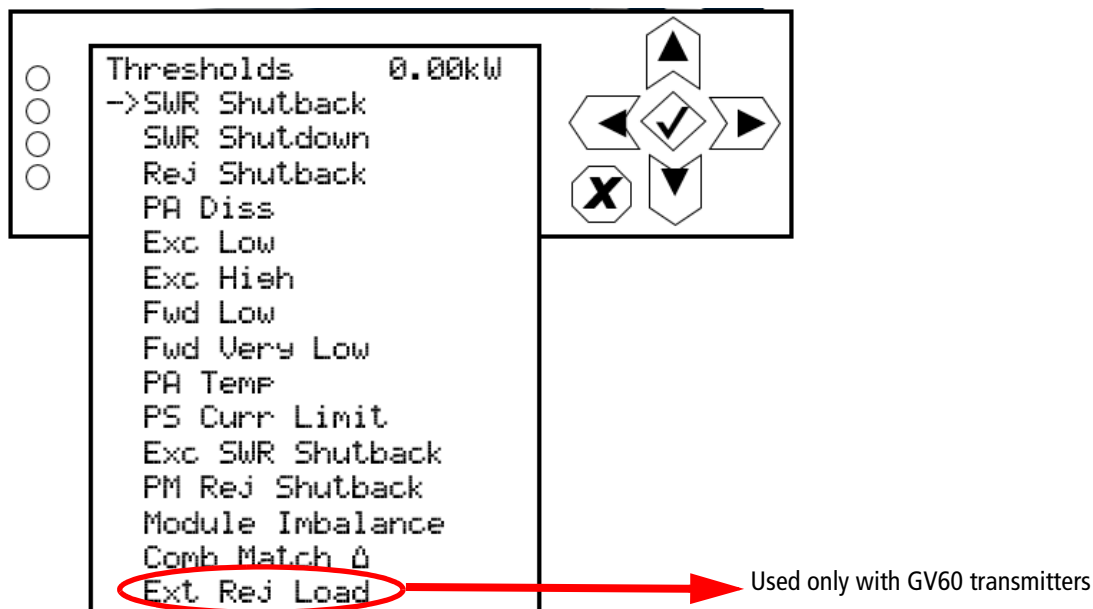 Thresholds 0.00kW
->SWR Shutback
SWR Shutdown
Rej Shutback
PA Diss
Exc Low
Exc High
Fwd Low
Fwd Very Low
PA Temp
PS Curr Limit
Exc SWR Shutback
PM Rej Shutback
Module Imbalance
Comb Match Δ
Ext Rej Load
Used only with GV60 transmitters
X